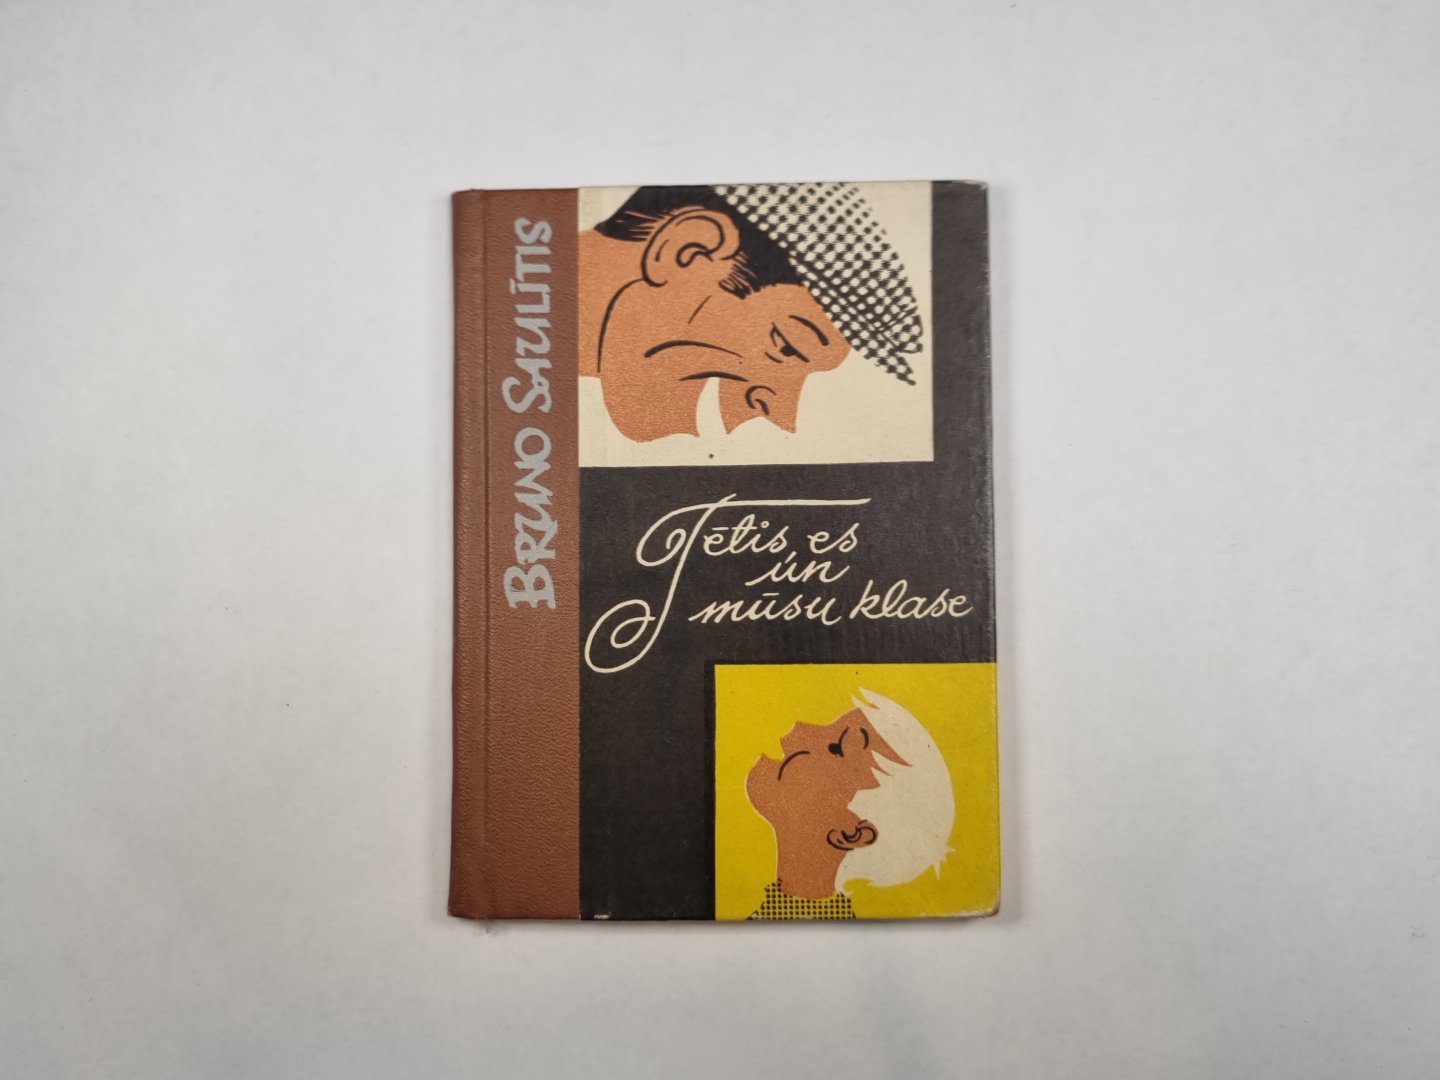 BRUNO SAULĪTIS
Tētis es
un
mūsu klase